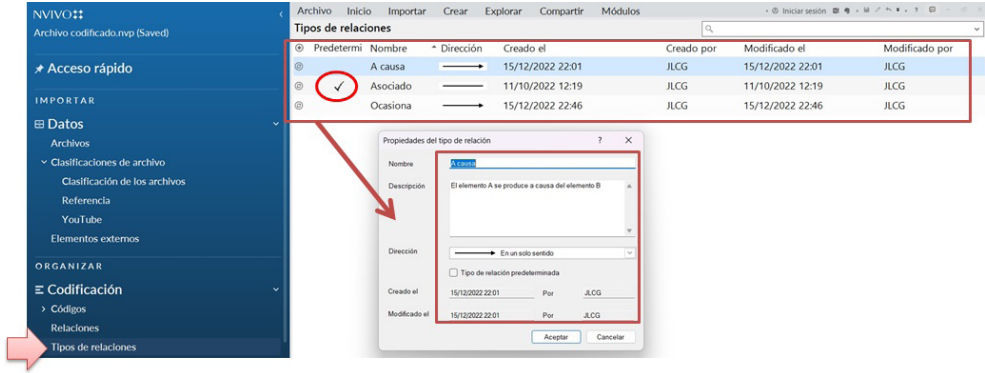 NVIVO
Archivo codificado.nvp (Saved)
Acceso rápido
IMPORTAR
Datos
Archivos
Clasificaciones de archivo
Clasificación de los archivos
Referencia
YouTube
Elementos externos
ORGANIZAR
Codificación
Códigos
Relaciones
Tipos de relaciones
Archivo Inicio Importar Crear Explorar Compartir Módulos Iniciar sesión
Tipos de relaciones
Predetermi Nombre Dirección Creado el Creado por Modificado el Modificado por
A causa 15/12/2022 22:01 JLCG 15/12/2022 22:01 JLCG
Asociado 11/10/2022 12:19 JLCG 11/10/2022 12:19 JLCG
Ocasiona 15/12/2022 22:46 JLCG 15/12/2022 22:46 JLCG
Propiedades del tipo de relación ? X
Nombre A causa
Descripción El elemento A se produce a causa del elemento B
Dirección En un solo sentido
Tipo de relación predeterminada
Creado el 15/12/2022 22:01 Por JLCG
Modificado el 15/12/2022 22:01 Por JLCG
Aceptar Cancelar